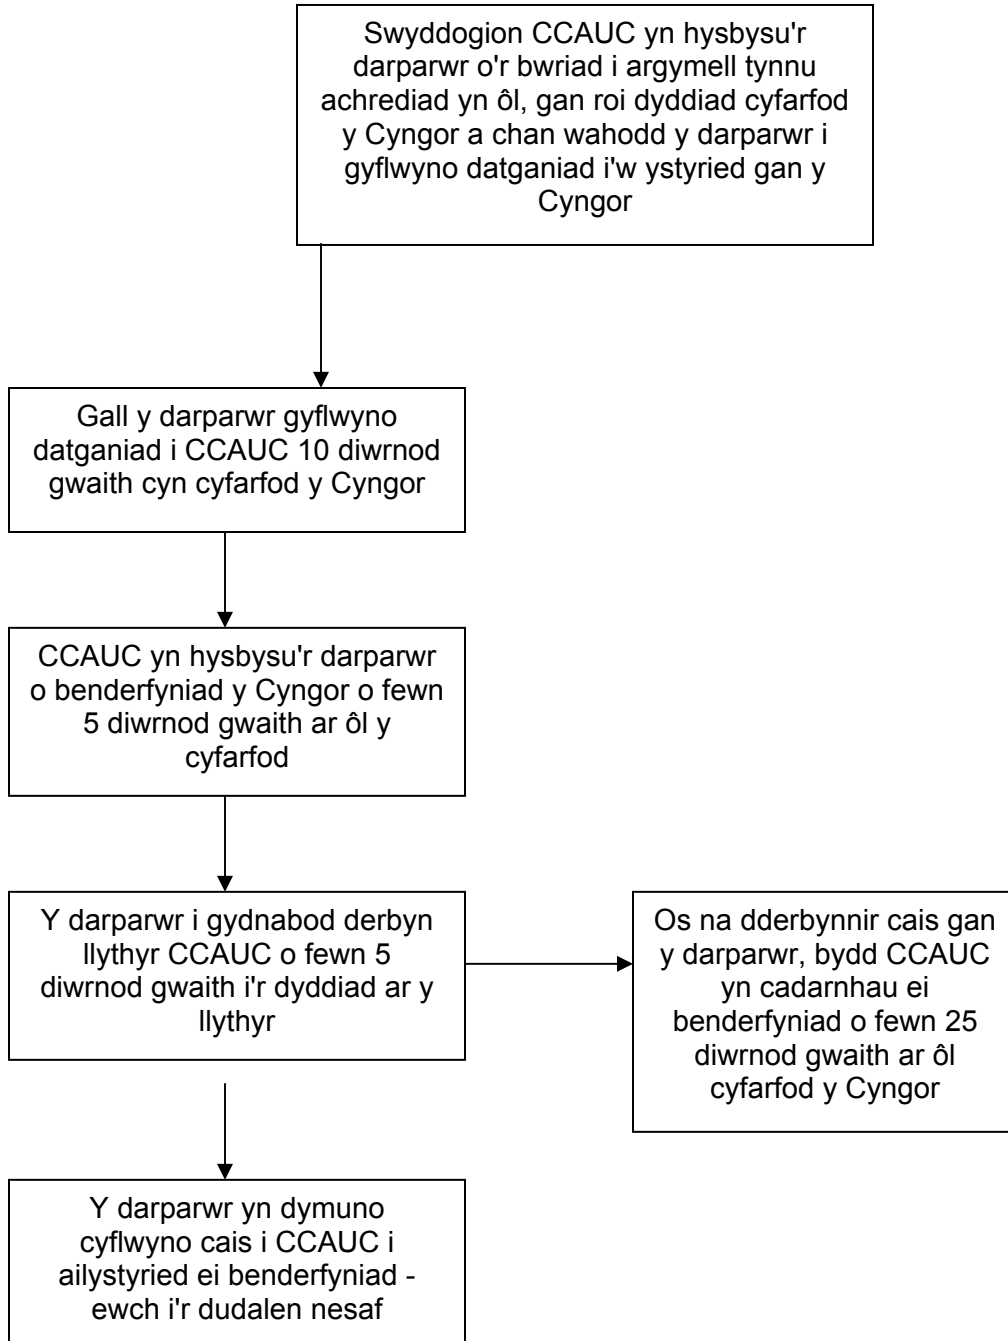 Swyddogion CCAUC yn hysbysu'r
darparwr o'r bwriad i argymell tynnu
achrediad yn ôl, gan roi dyddiad cyfarfod
y Cyngor a chan wahodd y darparwr i
gyflwyno datganiad i'w ystyried gan y
Cyngor
Gall y darparwr gyflwyno
datganiad i CCAUC 10 diwrnod
gwaith cyn cyfarfod y Cyngor
CCAUC yn hysbysu'r darparwr
o benderfyniad y Cyngor o fewn
5 diwrnod gwaith ar ôl y
cyfarfod
Y darparwr i gydnabod derbyn
llythyr CCAUC o fewn 5
diwrnod gwaith i'r dyddiad ar y
llythyr
Os na dderbynnir cais gan
y darparwr, bydd CCAUC
yn cadarnhau ei
benderfyniad o fewn 25
diwrnod gwaith ar ôl
cyfarfod y Cyngor
Y darparwr yn dymuno
cyflwyno cais i CCAUC i
ailystyried ei benderfyniad -
ewch i'r dudalen nesaf